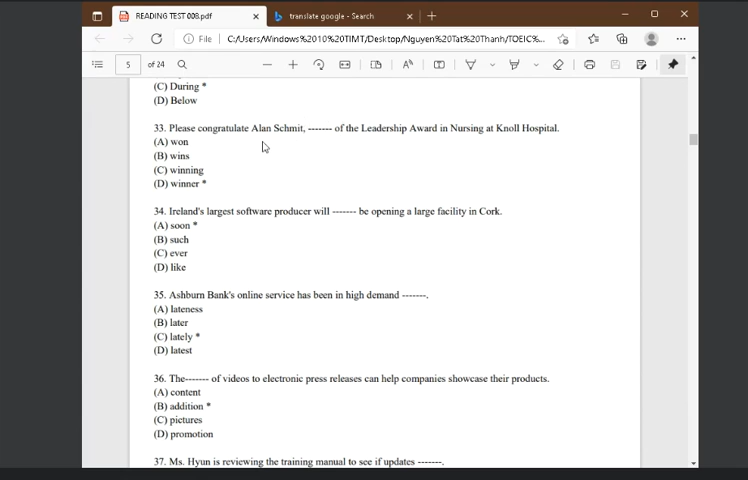 READING TEST 008.pdf
translate google - Search
File
C:/Users/Windows%2010%20TIMT/Desktop/Nguyen%20Tat%20Thanh/TOEIC%...
5 of 24
(C) During *
(D) Below
33. Please congratulate Alan Schmit, ------- of the Leadership Award in Nursing at Knoll Hospital.
(A) won
(B) wins
(C) winning
(D) winner *
34. Ireland's largest software producer will ------- be opening a large facility in Cork.
(A) soon *
(B) such
(C) ever
(D) like
35. Ashburn Bank's online service has been in high demand -------.
(A) lateness
(B) later
(C) lately *
(D) latest
36. The------- of videos to electronic press releases can help companies showcase their products.
(A) content
(B) addition *
(C) pictures
(D) promotion
37. Ms. Hyun is reviewing the training manual to see if updates -------.